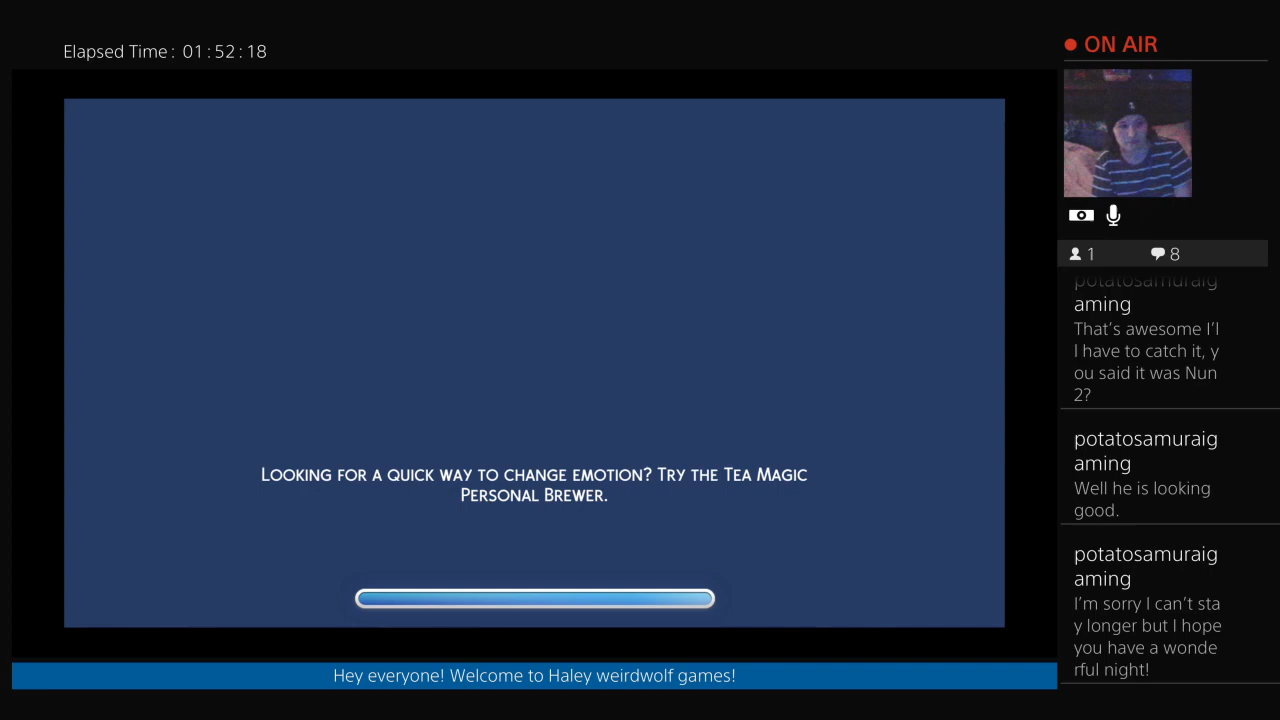 Elapsed Time: 01:52:18
ON AIR
1
8
potatosamuraig
aming
That's awesome I'l
l have to catch it, y
ou said it was Nun
2?
potatosamuraig
aming
Well he is looking
good.
potatosamuraig
aming
I'm sorry I can't sta
y longer but I hope
you have a wonde
rful night!
LOOKING FOR A QUICK WAY TO CHANGE EMOTION? TRY THE TEA MAGIC
PERSONAL BREWER.
Hey everyone! Welcome to Haley weirdwolf games!